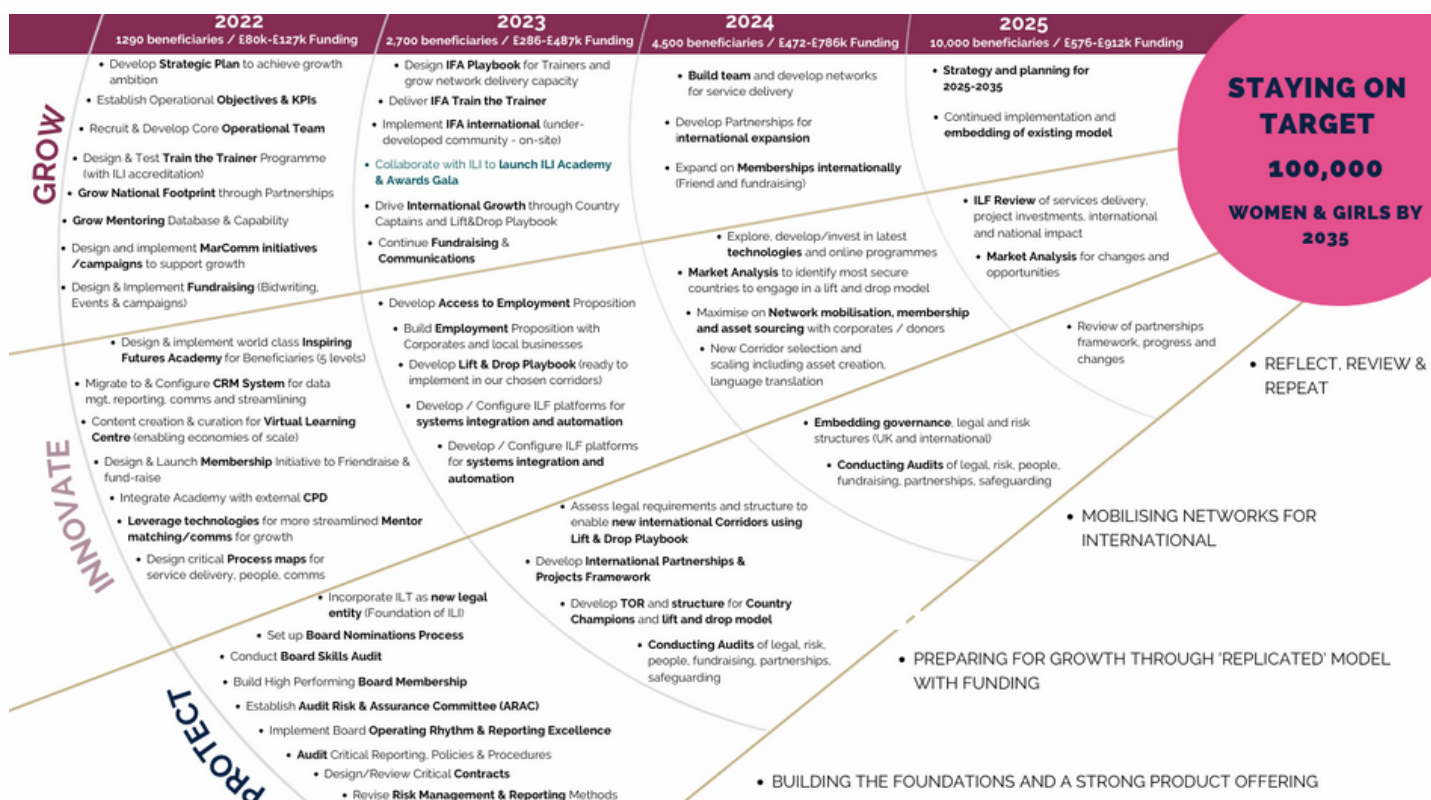 2022
1290 beneficiaries / £80k-£127k Funding
2023
2,700 beneficiaries / £286-£487k Funding
2024
4,500 beneficiaries / £472-£786k Funding
2025
10,000 beneficiaries / £576-£912k Funding
STAYING ON
TARGET
100,000
WOMEN & GIRLS BY
2035
GROW
• Develop Strategic Plan to achieve growth
ambition
• Establish Operational Objectives & KPIs
• Recruit & Develop Core Operational Team
• Design & Test Train the Trainer Programme
(with ILI accreditation)
• Grow National Footprint through Partnerships
• Grow Mentoring Database & Capability
• Design and implement MarComm initiatives
/campaigns to support growth
• Design & Implement Fundraising (Bidwriting,
Events & campaigns)
• Design IFA Playbook for Trainers and
grow network delivery capacity
• Deliver IFA Train the Trainer
• Implement IFA international (under-
developed community - on-site)
• Collaborate with ILI to launch ILI Academy
& Awards Gala
• Drive International Growth through Country
Captains and Lift&Drop Playbook
• Continue Fundraising &
Communications
• Build team and develop networks
for service delivery
• Develop Partnerships for
international expansion
• Expand on Memberships internationally
(Friend and fundraising)
• Strategy and planning for
2025-2035
• Continued implementation and
embedding of existing model
INNOVATE
• Design & implement world class Inspiring
Futures Academy for Beneficiaries (5 levels)
• Migrate to & Configure CRM System for data
mgt, reporting, comms and streamlining
• Content creation & curation for Virtual Learning
Centre (enabling economies of scale)
• Design & Launch Membership Initiative to Friendraise &
fund-raise
• Integrate Academy with external CPD
• Leverage technologies for more streamlined Mentor
matching/comms for growth
• Design critical Process maps for
service delivery, people, comms
• Develop Access to Employment Proposition
• Build Employment Proposition with
Corporates and local businesses
• Develop Lift & Drop Playbook (ready to
implement in our chosen corridors)
• Develop / Configure ILF platforms for
systems integration and automation
• Develop / Configure ILF platforms
for systems integration and
automation
• Explore, develop/invest in latest
technologies and online programmes
• Market Analysis to identify most secure
countries to engage in a lift and drop model
• Maximise on Network mobilisation, membership
and asset sourcing with corporates / donors
• New Corridor selection and
scaling including asset creation,
language translation
• ILF Review of services delivery,
project investments, international
and national impact
• Market Analysis for changes and
opportunities
PROTECT
• Incorporate ILT as new legal
entity (Foundation of ILI)
• Set up Board Nominations Process
• Conduct Board Skills Audit
• Build High Performing Board Membership
• Establish Audit Risk & Assurance Committee (ARAC)
• Implement Board Operating Rhythm & Reporting Excellence
• Audit Critical Reporting, Policies & Procedures
• Design/Review Critical Contracts
• Revise Risk Management & Reporting Methods
• Assess legal requirements and structure to
enable new international Corridors using
Lift & Drop Playbook
• Develop International Partnerships &
Projects Framework
• Develop TOR and structure for Country
Champions and lift and drop model
• Conducting Audits of legal, risk,
people, fundraising, partnerships,
safeguarding
• Embedding governance, legal and risk
structures (UK and international)
• Conducting Audits of legal, risk, people,
fundraising, partnerships, safeguarding
• Review of partnerships
framework, progress and
changes
• REFLECT, REVIEW &
REPEAT
• MOBILISING NETWORKS FOR
INTERNATIONAL
• PREPARING FOR GROWTH THROUGH 'REPLICATED' MODEL
WITH FUNDING
• BUILDING THE FOUNDATIONS AND A STRONG PRODUCT OFFERING